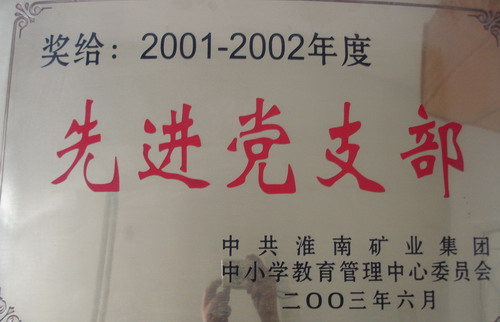 奖给：2001-2002年度
先进党支部
中共淮南矿业集团
中小学教育管理中心委员会
二OO三年六月